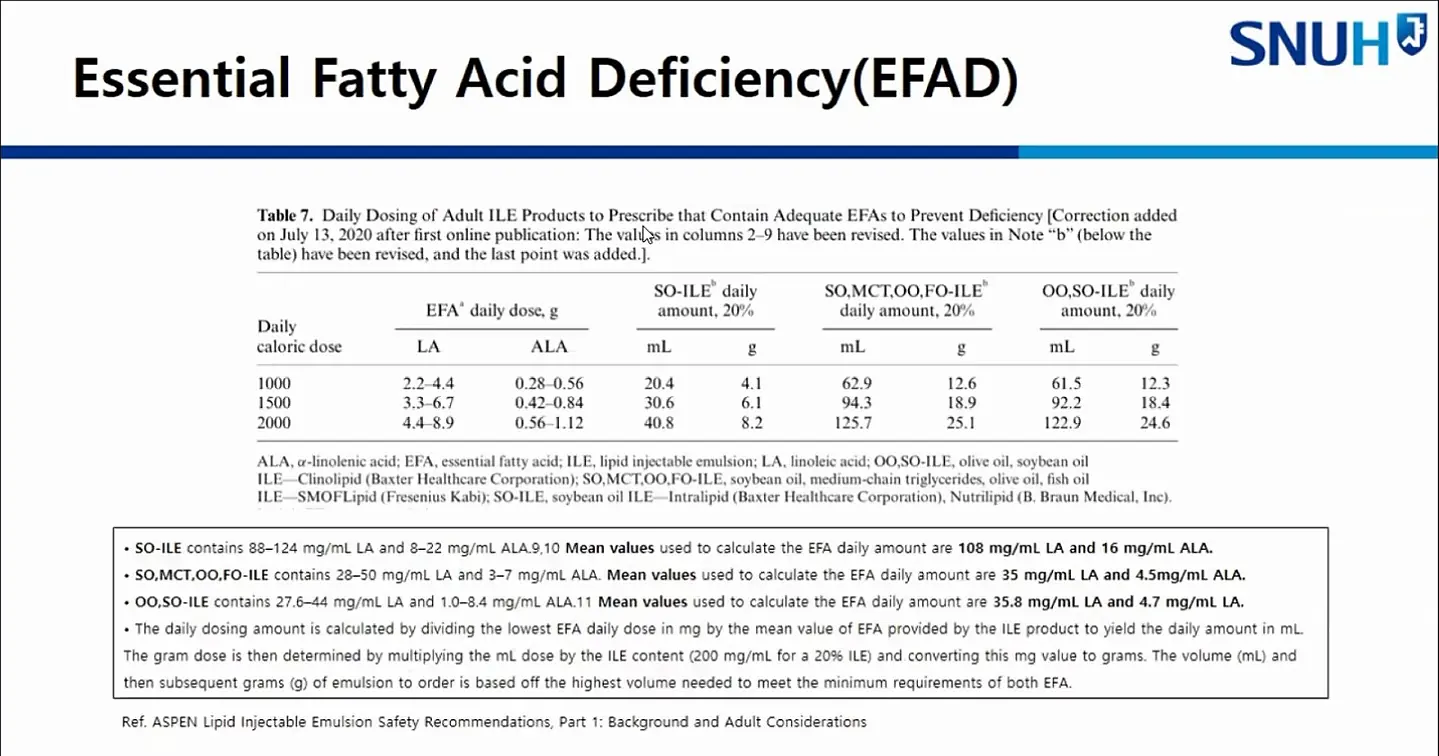 SNUH
Essential Fatty Acid Deficiency(EFAD)
Table 7. Daily Dosing of Adult ILE Products to Prescribe that Contain Adequate EFAs to Prevent Deficiency [Correction added
on July 13, 2020 after first online publication: The values in columns 2–9 have been revised. The values in Note “b” (below the
table) have been revised, and the last point was added.].
Daily caloric dose EFAᵃ daily dose, g SO-ILEᵇ daily amount, 20% SO,MCT,OO,FO-ILEᵇ daily amount, 20% OO,SO-ILEᵇ daily amount, 20%
LA ALA mL g mL g mL g
1000 2.2–4.4 0.28–0.56 20.4 4.1 62.9 12.6 61.5 12.3
1500 3.3–6.7 0.42–0.84 30.6 6.1 94.3 18.9 92.2 18.4
2000 4.4–8.9 0.56–1.12 40.8 8.2 125.7 25.1 122.9 24.6
ALA, α-linolenic acid; EFA, essential fatty acid; ILE, lipid injectable emulsion; LA, linoleic acid; OO,SO-ILE, olive oil, soybean oil
ILE—Clinolipid (Baxter Healthcare Corporation); SO,MCT,OO,FO-ILE, soybean oil, medium-chain triglycerides, olive oil, fish oil
ILE—SMOFLipid (Fresenius Kabi); SO-ILE, soybean oil ILE—Intralipid (Baxter Healthcare Corporation), Nutrilipid (B. Braun Medical, Inc).
• SO-ILE contains 88–124 mg/mL LA and 8–22 mg/mL ALA.9,10 Mean values used to calculate the EFA daily amount are 108 mg/mL LA and 16 mg/mL ALA.
• SO,MCT,OO,FO-ILE contains 28–50 mg/mL LA and 3–7 mg/mL ALA. Mean values used to calculate the EFA daily amount are 35 mg/mL LA and 4.5mg/mL ALA.
• OO,SO-ILE contains 27.6–44 mg/mL LA and 1.0–8.4 mg/mL ALA.11 Mean values used to calculate the EFA daily amount are 35.8 mg/mL LA and 4.7 mg/mL LA.
• The daily dosing amount is calculated by dividing the lowest EFA daily dose in mg by the mean value of EFA provided by the ILE product to yield the daily amount in mL.
The gram dose is then determined by multiplying the mL dose by the ILE content (200 mg/mL for a 20% ILE) and converting this mg value to grams. The volume (mL) and
then subsequent grams (g) of emulsion to order is based off the highest volume needed to meet the minimum requirements of both EFA.
Ref. ASPEN Lipid Injectable Emulsion Safety Recommendations, Part 1: Background and Adult Considerations